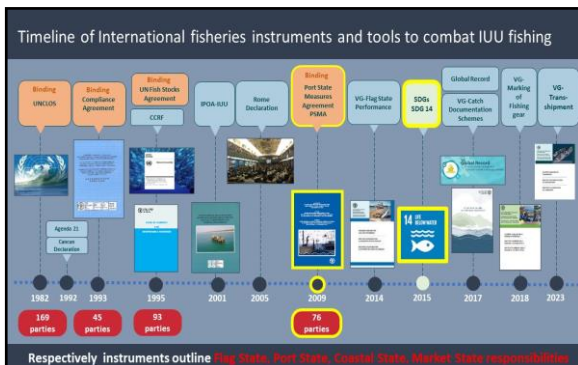 Timeline of International fisheries instruments and tools to combat IUU fishing
Binding
UNCLOS
Binding
Compliance
Agreement
Binding
UN Fish Stocks
Agreement
CCRF
IPOA-IUU
Rome
Declaration
Binding
Port State
Measures
Agreement
PSMA
VG-Flag State
Performance
SDGs
SDG 14
Global Record
VG-Catch
Documentation
Schemes
VG-
Marking
of Fishing
gear
VG-
Trans-
shipment
Agenda 21
Cancun
Declaration
Global Record
14 LIFE
BELOW WATER
1982
1992
1993
1995
2001
2005
2009
2014
2015
2017
2018
2023
169
parties
45
parties
93
parties
76
parties
Respectively instruments outline Flag State, Port State, Coastal State, Market State responsibilities